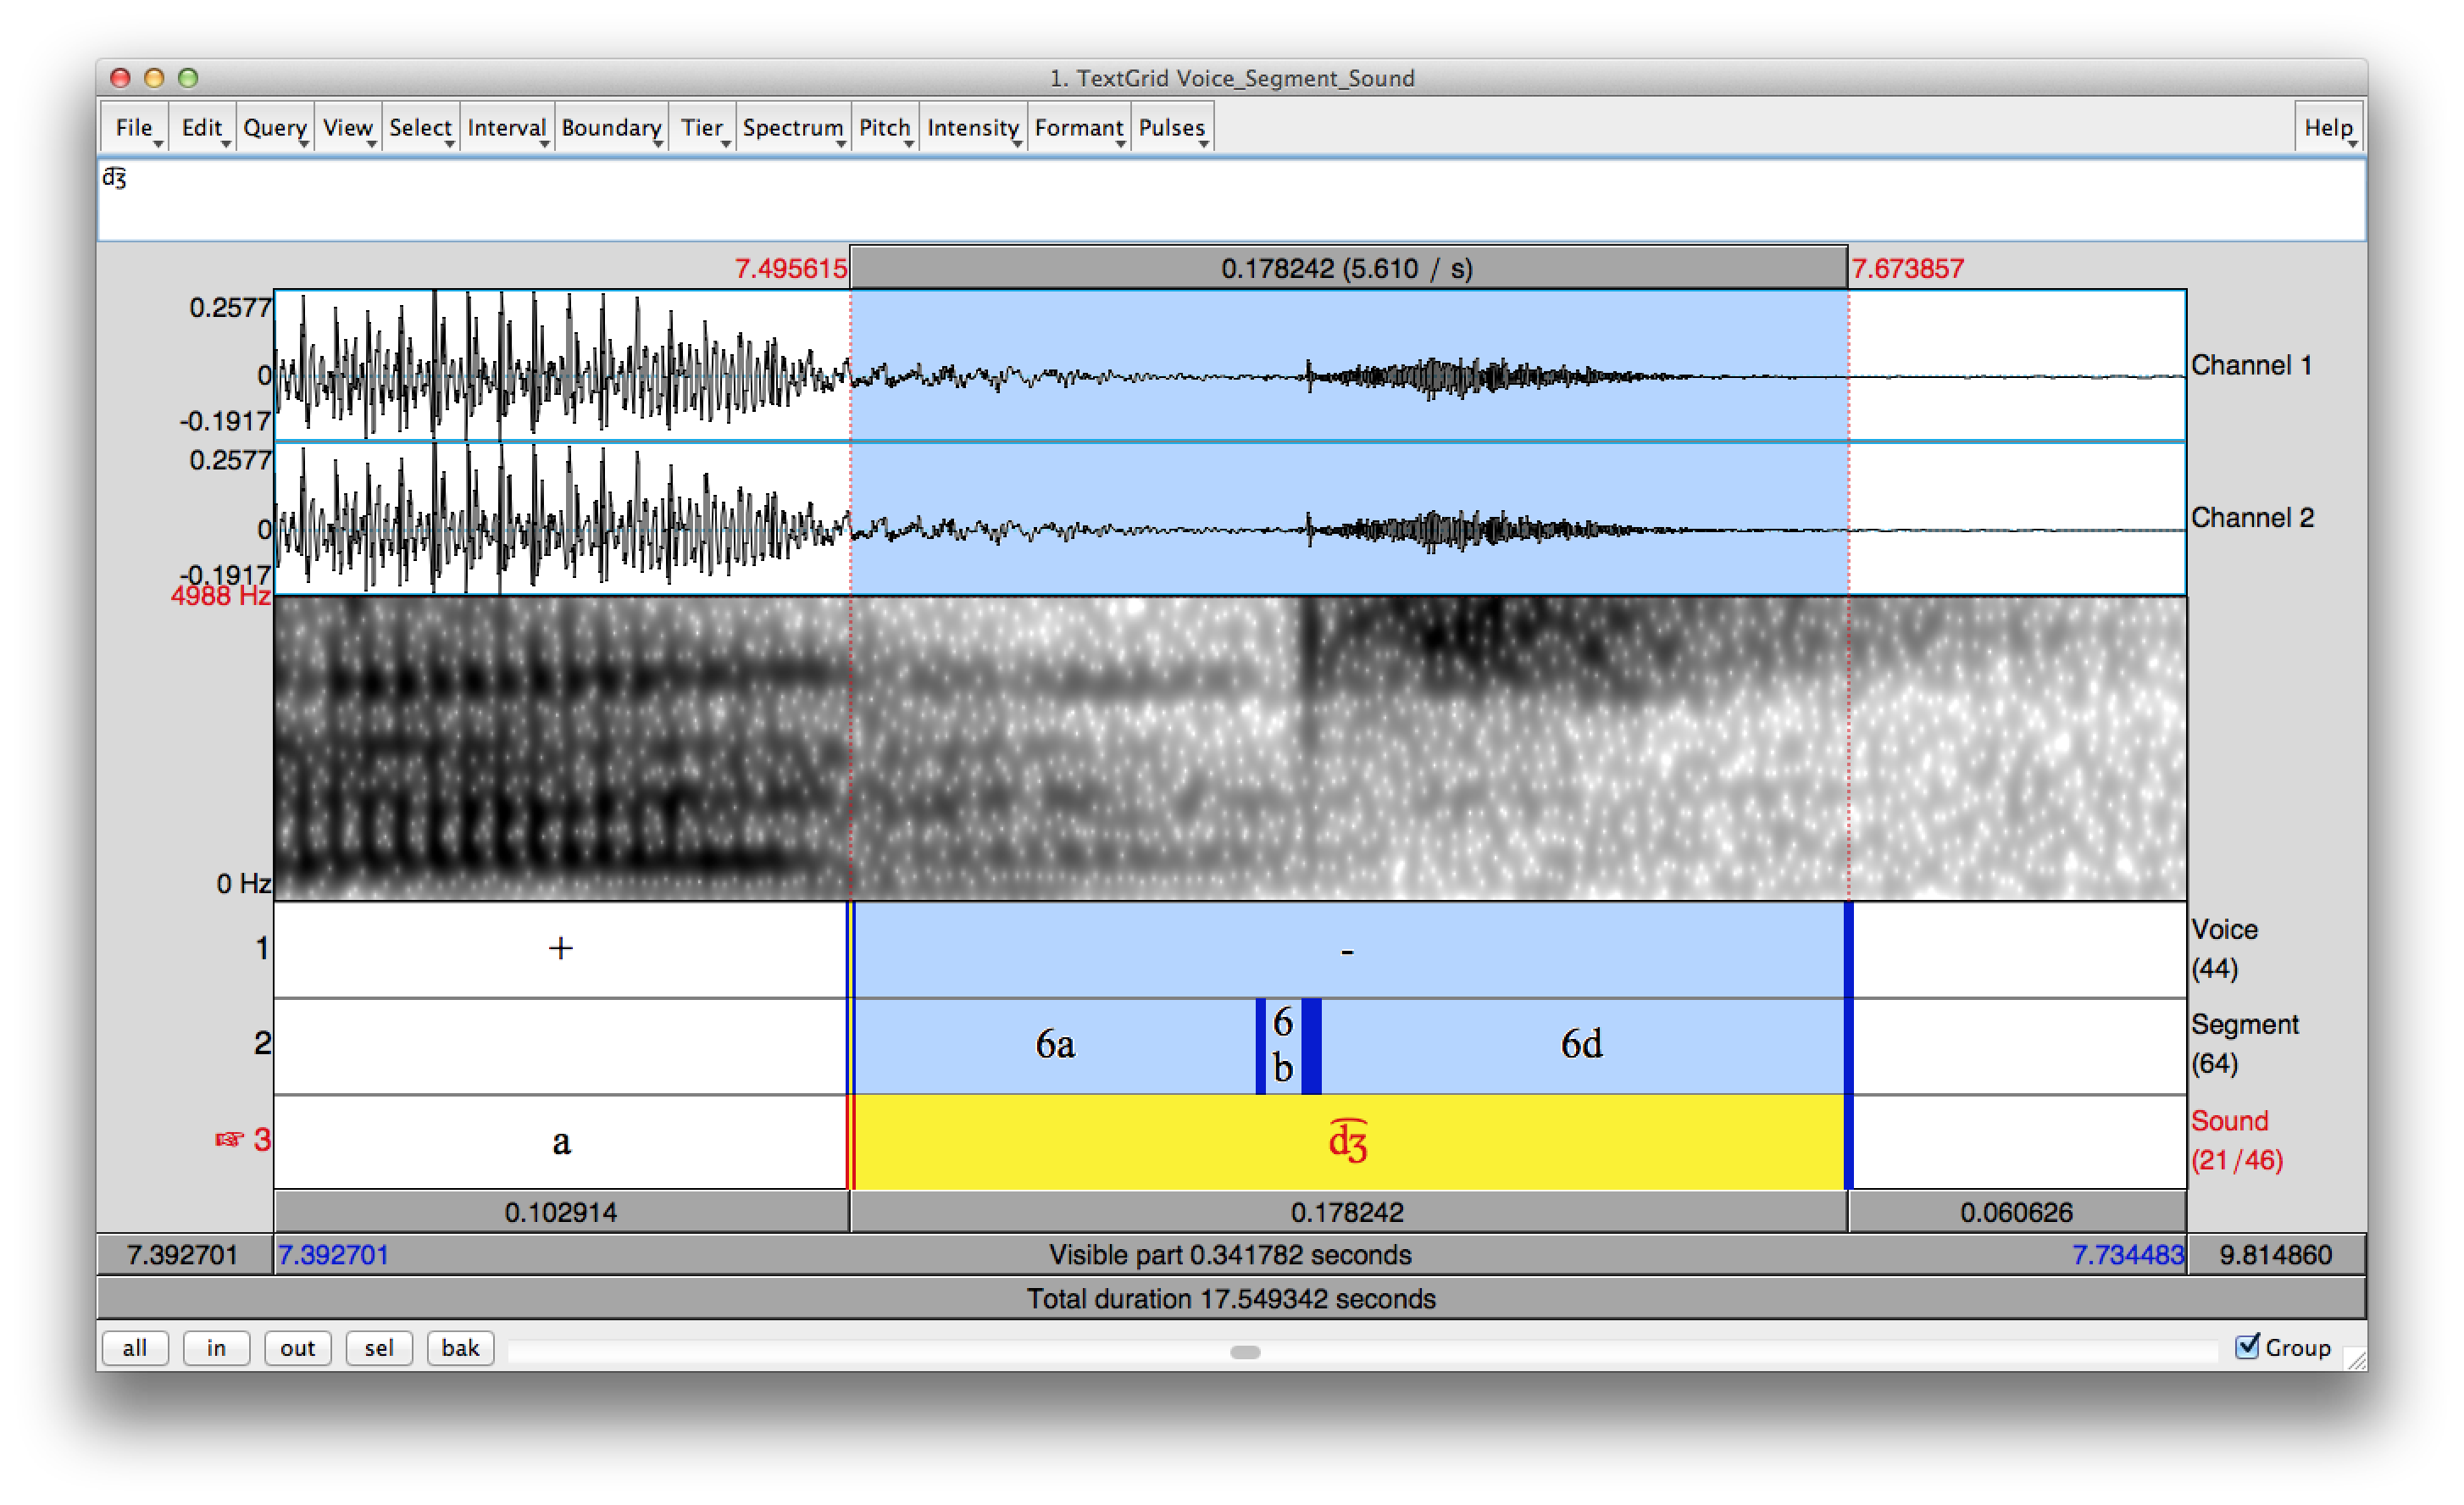 1. TextGrid Voice_Segment_Sound
File Edit Query View Select Interval Boundary Tier Spectrum Pitch Intensity Formant Pulses Help
d͡ʒ
7.495615 0.178242 (5.610 / s) 7.673857
0.2577
0 Channel 1
-0.1917
0.2577
0 Channel 2
-0.1917
4988 Hz
0 Hz
1 + - Voice
(44)
2 6a 6b 6d Segment
(64)
☞ 3 a d͡ʒ Sound
(21/46)
0.102914 0.178242 0.060626
7.392701 7.392701 Visible part 0.341782 seconds 7.734483 9.814860
Total duration 17.549342 seconds
all in out sel bak Group